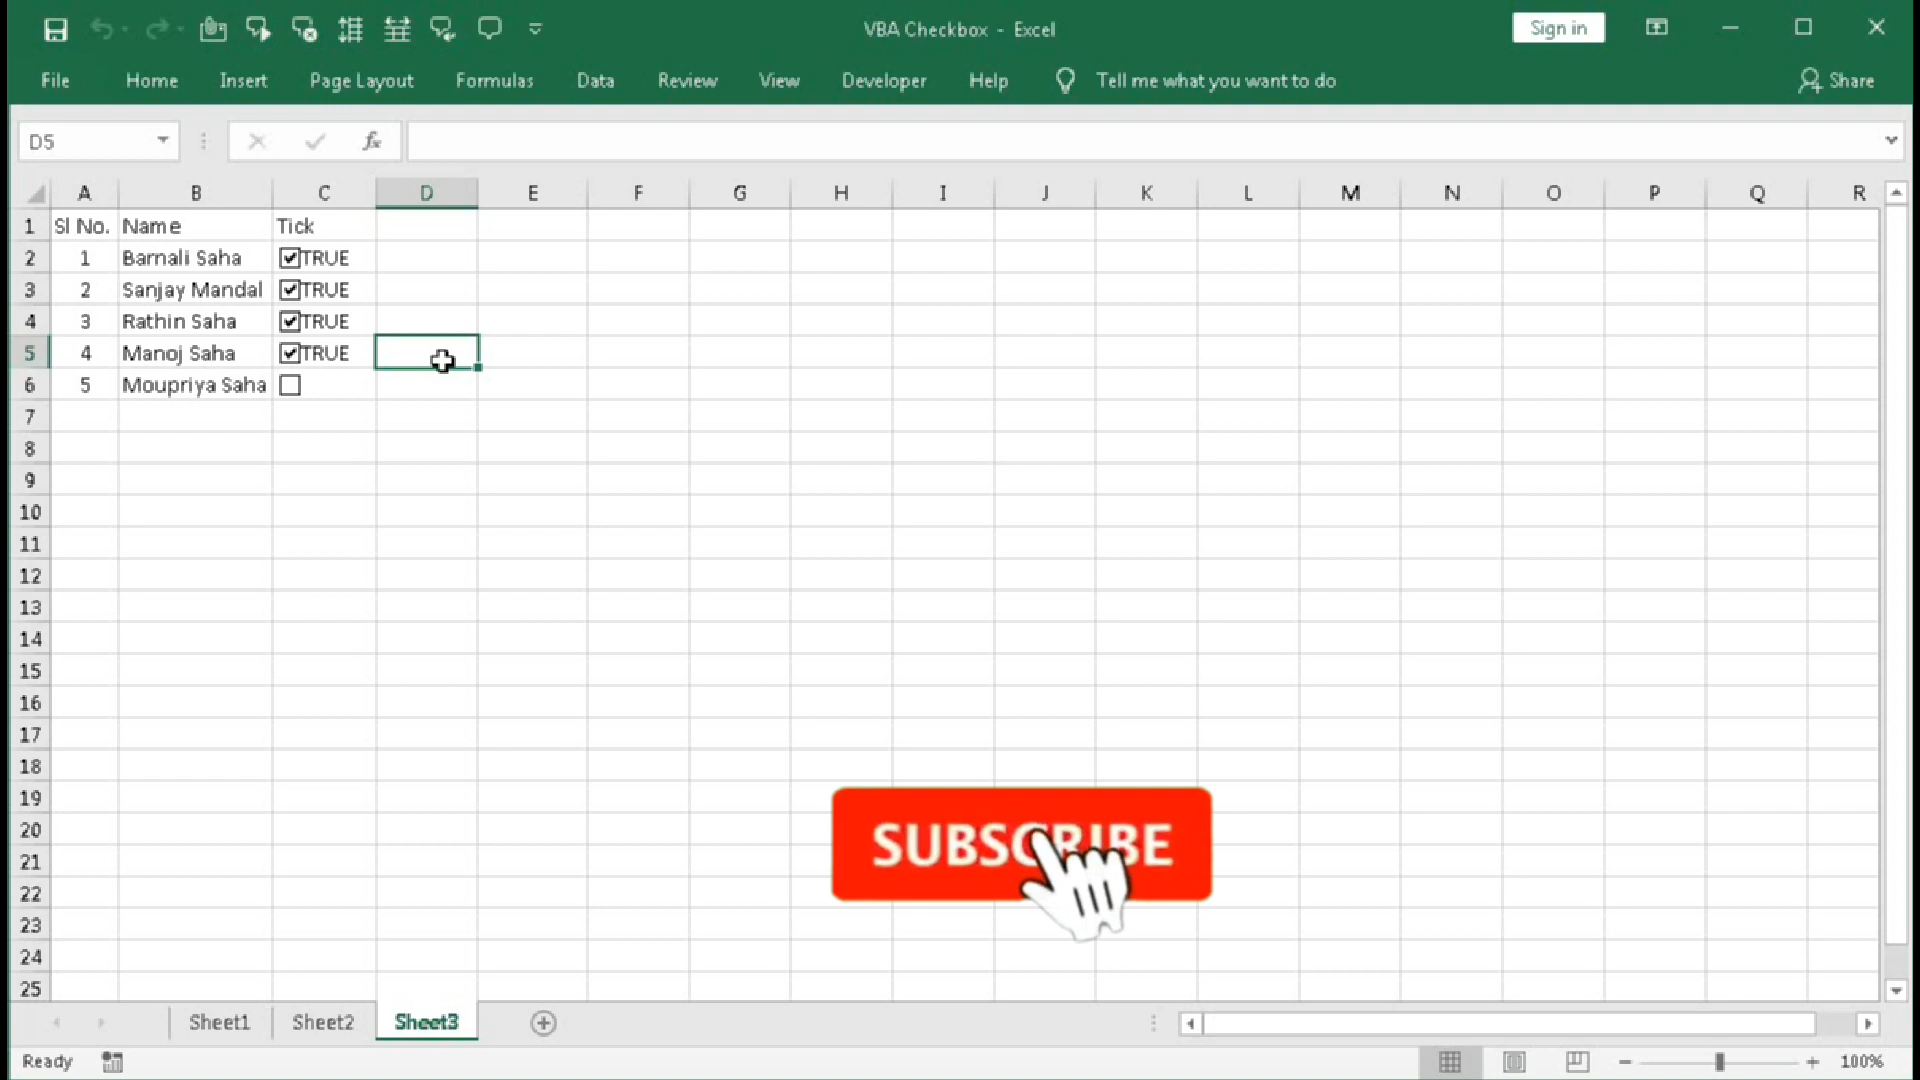 VBA Checkbox - Excel
Sign in
File Home Insert Page Layout Formulas Data Review View Developer Help Tell me what you want to do Share
D5 fx
A B C D E F G H I J K L M N O P Q R
1 Sl No. Name Tick
2 1 Barnali Saha TRUE
3 2 Sanjay Mandal TRUE
4 3 Rathin Saha TRUE
5 4 Manoj Saha TRUE
6 5 Moupriya Saha
7
8
9
10
11
12
13
14
15
16
17
18
19
20
SUBSCRIBE
21
22
23
24
25
Sheet1 Sheet2 Sheet3
Ready 100%